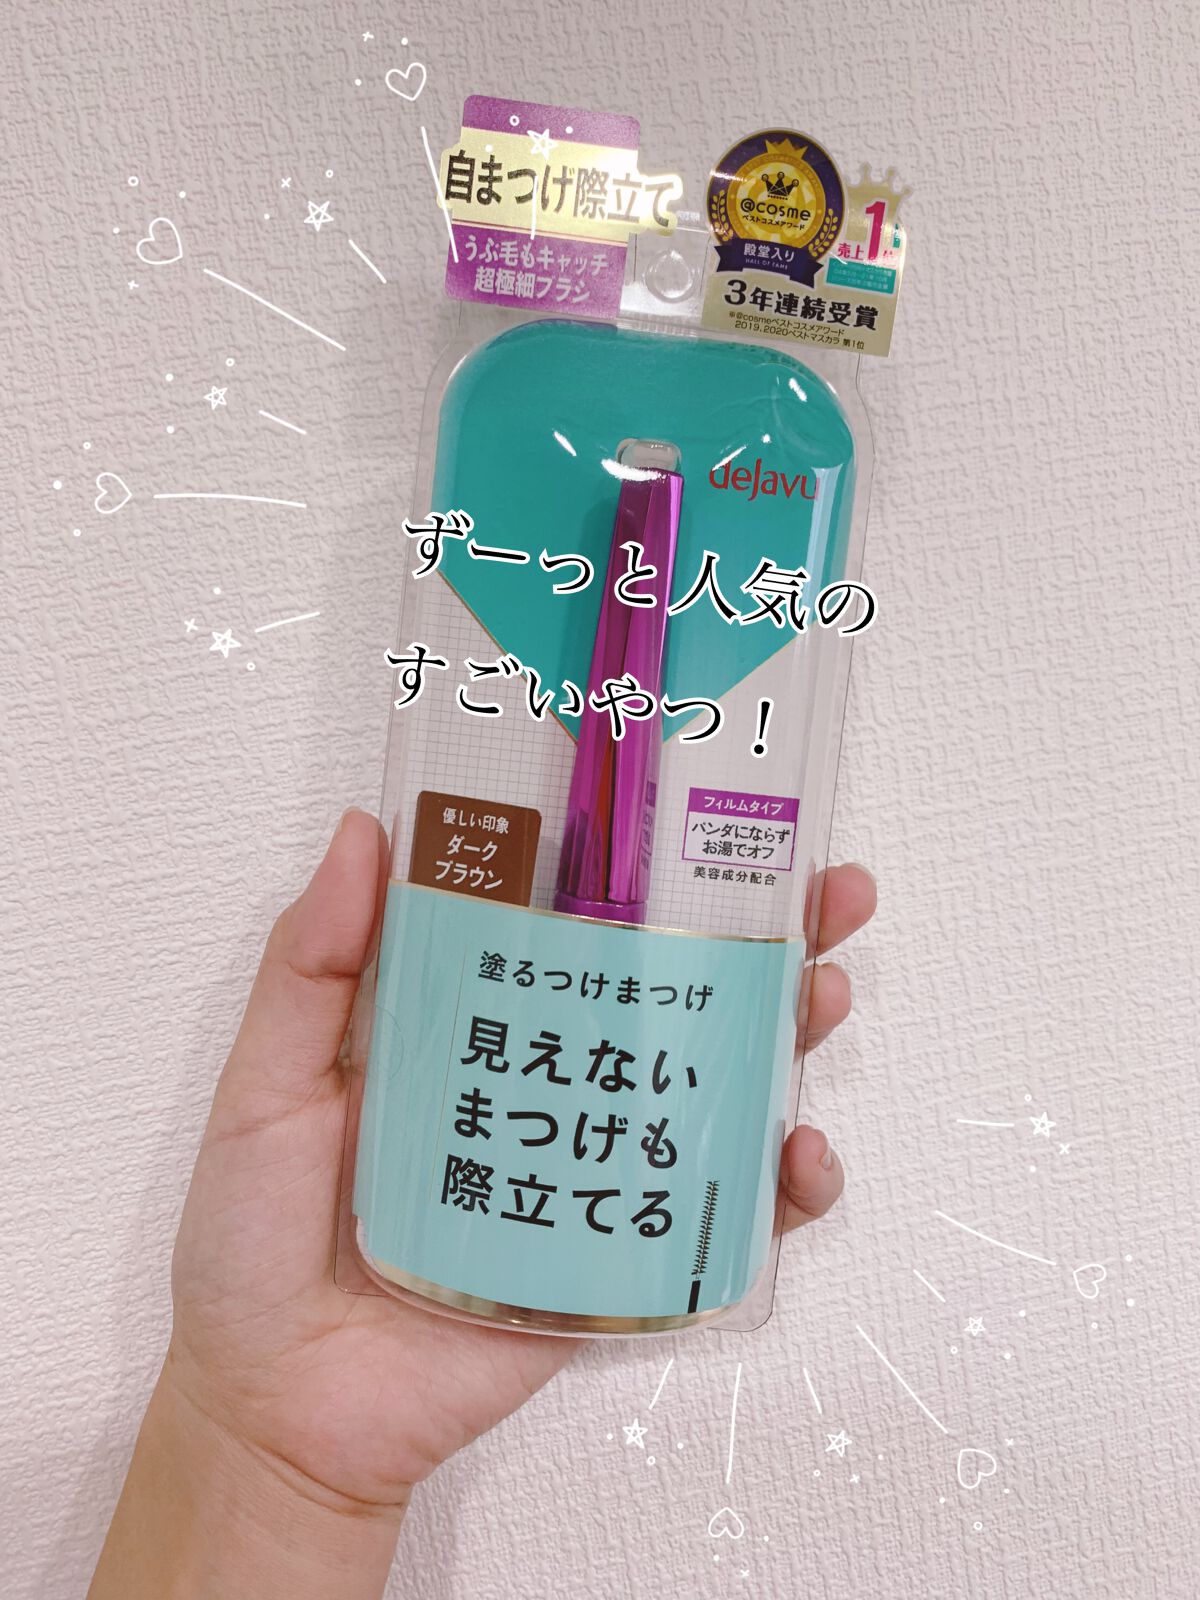 自まつげ際立て
うぶ毛もキャッチ
超極細ブラシ
@cosme
ベストコスメアワード
殿堂入り
HALL OF FAME
売上1位
3年連続受賞
※@cosmeベストコスメアワード
2019,2020ベストマスカラ 第1位
dejavu
ずーっと人気の
すごいやつ！
優しい印象
ダーク
ブラウン
フィルムタイプ
パンダにならず
お湯でオフ
美容成分配合
塗るつけまつげ
見えない
まつげも
際立てる